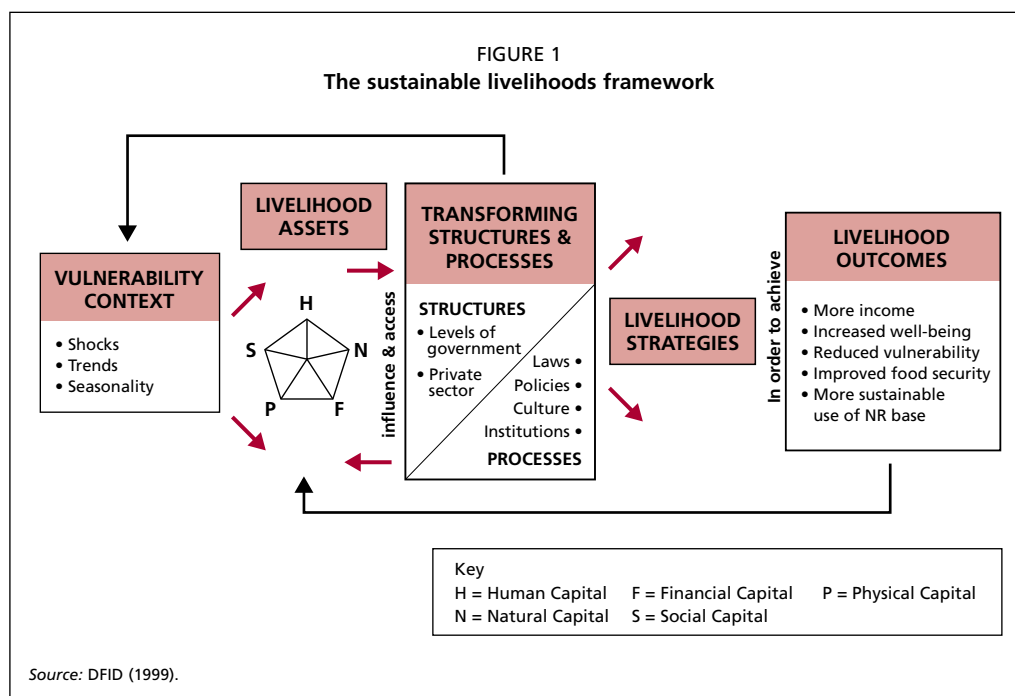 FIGURE 1
The sustainable livelihoods framework
VULNERABILITY
CONTEXT
• Shocks
• Trends
• Seasonality
LIVELIHOOD
ASSETS
H
S
N
P
F
influence & access
TRANSFORMING
STRUCTURES &
PROCESSES
STRUCTURES
• Levels of
government
• Private
sector
Laws •
Policies •
Culture •
Institutions •
PROCESSES
LIVELIHOOD
STRATEGIES
In order to achieve
LIVELIHOOD
OUTCOMES
• More income
• Increased well-being
• Reduced vulnerability
• Improved food security
• More sustainable
use of NR base
Key
H = Human Capital F = Financial Capital P = Physical Capital
N = Natural Capital S = Social Capital
Source: DFID (1999).